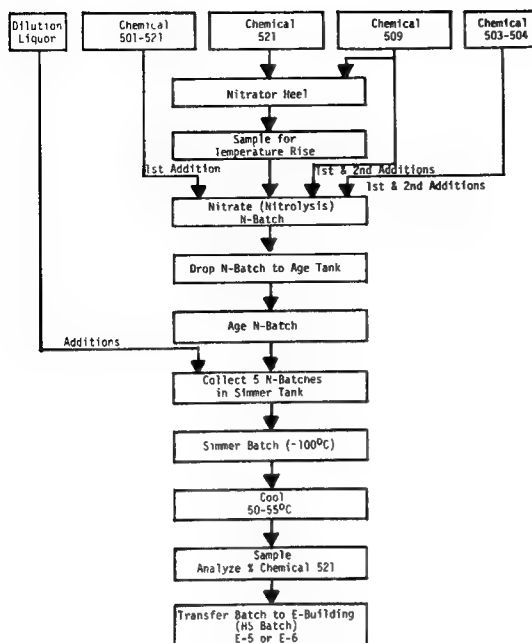 Dilution
Liquor
Chemical
501-521
Chemical
521
Chemical
509
Chemical
503-504
Nitrator Heel
Sample for
Temperature Rise
1st Addition
1st & 2nd Additions
1st & 2nd Additions
Nitrate (Nitrolysis)
N-Batch
Drop N-Batch to Age Tank
Age N-Batch
Additions
Collect 5 N-Batches
in Simmer Tank
Simmer Batch (~100°C)
Cool
50-55°C
Sample
Analyze % Chemical 521
Transfer Batch to E-Building
(HS Batch)
E-5 or E-6